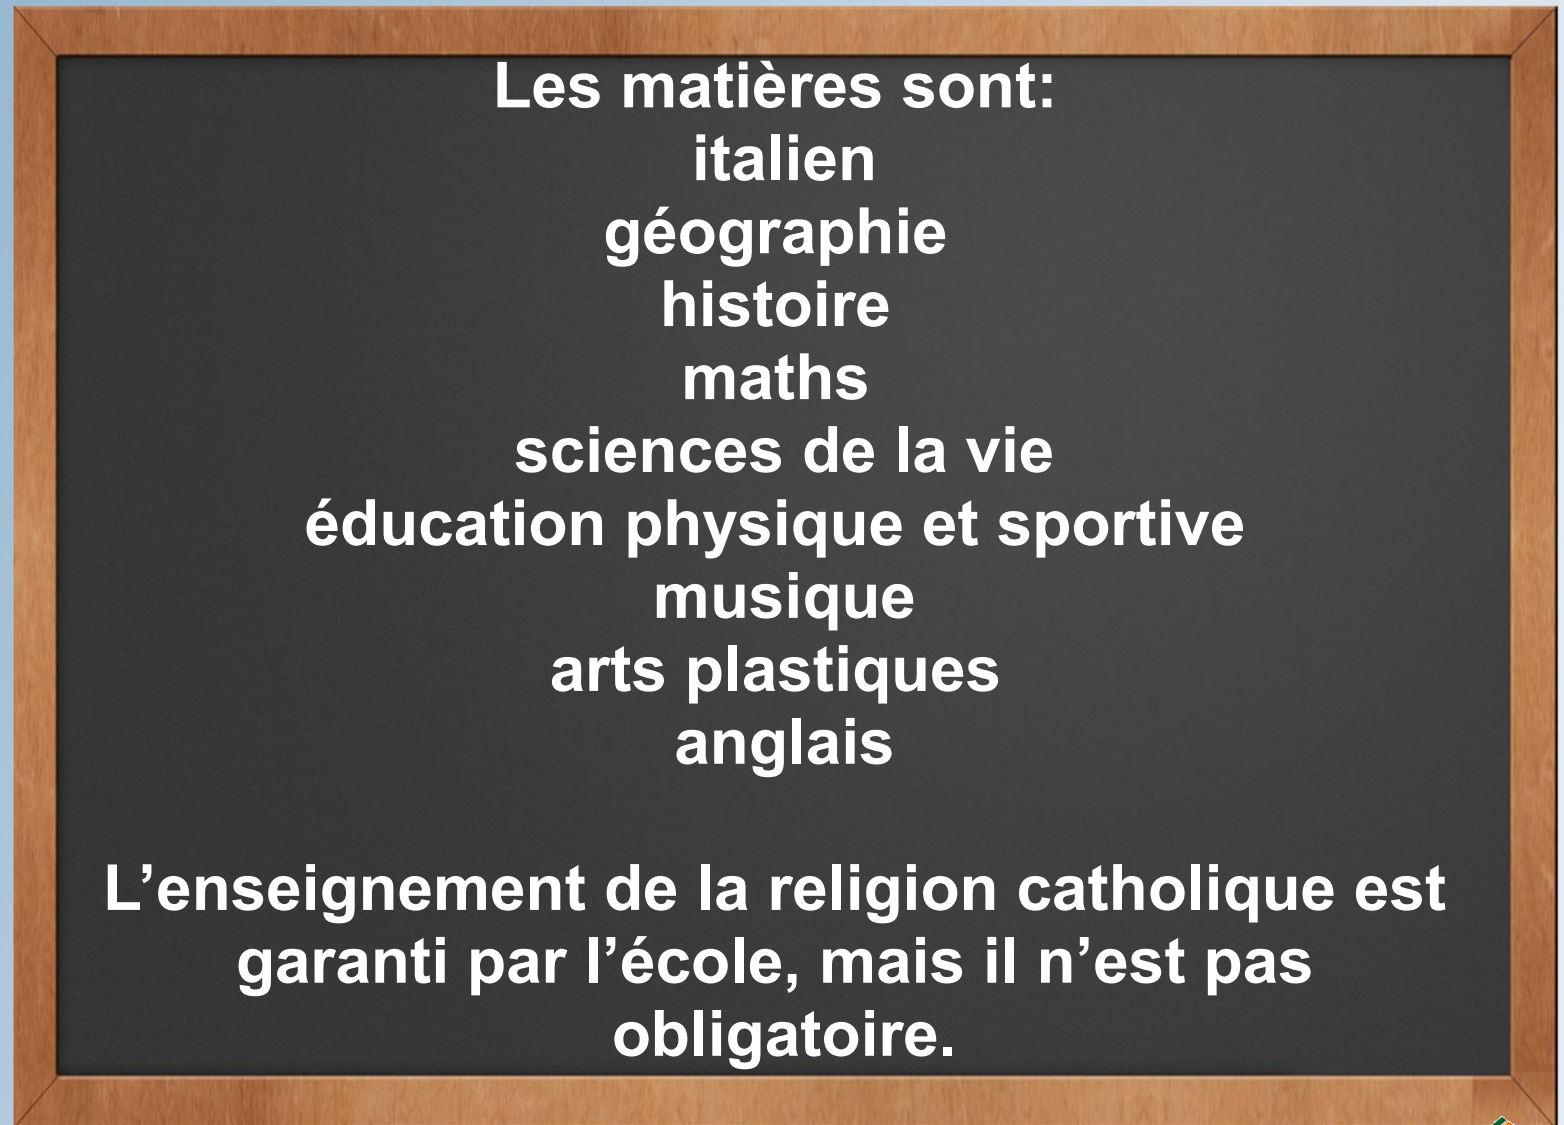 Les matières sont:
italien
géographie
histoire
maths
sciences de la vie
éducation physique et sportive
musique
arts plastiques
anglais
L’enseignement de la religion catholique est
garanti par l’école, mais il n’est pas
obligatoire.